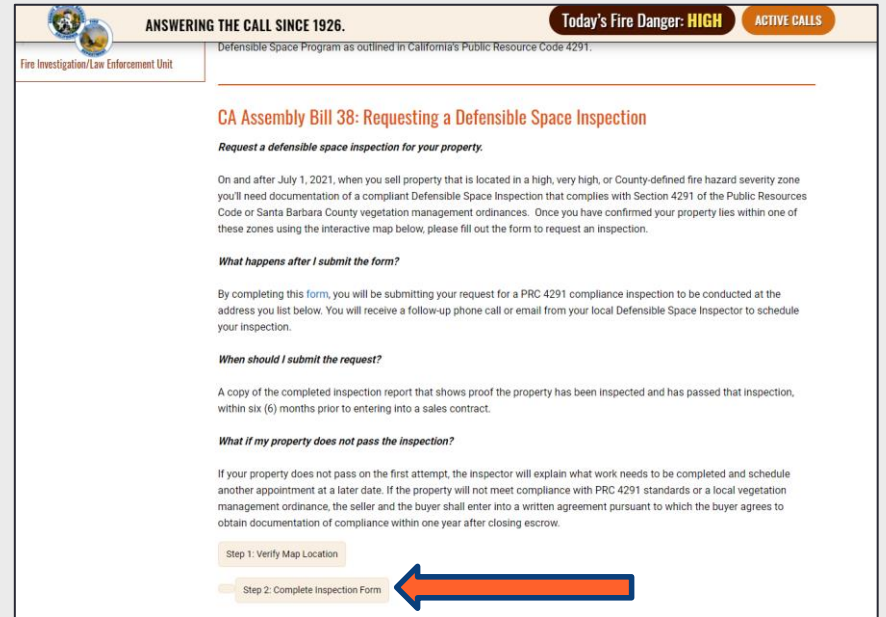 ANSWERING THE CALL SINCE 1926.
Today's Fire Danger: HIGH
ACTIVE CALLS
Fire Investigation/Law Enforcement Unit
Defensible Space Program as outlined in California's Public Resource Code 4291.
CA Assembly Bill 38: Requesting a Defensible Space Inspection
Request a defensible space inspection for your property.
On and after July 1, 2021, when you sell property that is located in a high, very high, or County-defined fire hazard severity zone
you'll need documentation of a compliant Defensible Space Inspection that complies with Section 4291 of the Public Resources
Code or Santa Barbara County vegetation management ordinances. Once you have confirmed your property lies within one of
these zones using the interactive map below, please fill out the form to request an inspection.
What happens after I submit the form?
By completing this form, you will be submitting your request for a PRC 4291 compliance inspection to be conducted at the
address you list below. You will receive a follow-up phone call or email from your local Defensible Space Inspector to schedule
your inspection.
When should I submit the request?
A copy of the completed inspection report that shows proof the property has been inspected and has passed that inspection,
within six (6) months prior to entering into a sales contract.
What if my property does not pass the inspection?
If your property does not pass on the first attempt, the inspector will explain what work needs to be completed and schedule
another appointment at a later date. If the property will not meet compliance with PRC 4291 standards or a local vegetation
management ordinance, the seller and the buyer shall enter into a written agreement pursuant to which the buyer agrees to
obtain documentation of compliance within one year after closing escrow.
Step 1: Verify Map Location
Step 2: Complete Inspection Form